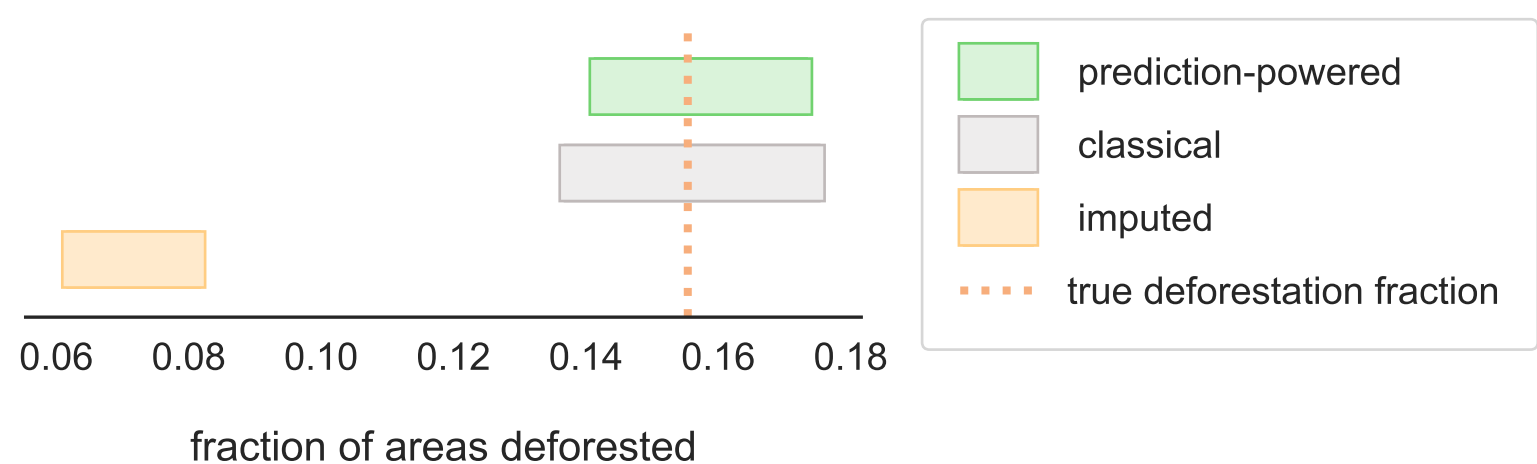 prediction-powered
classical
imputed
true deforestation fraction
0.06 0.08 0.10 0.12 0.14 0.16 0.18
fraction of areas deforested